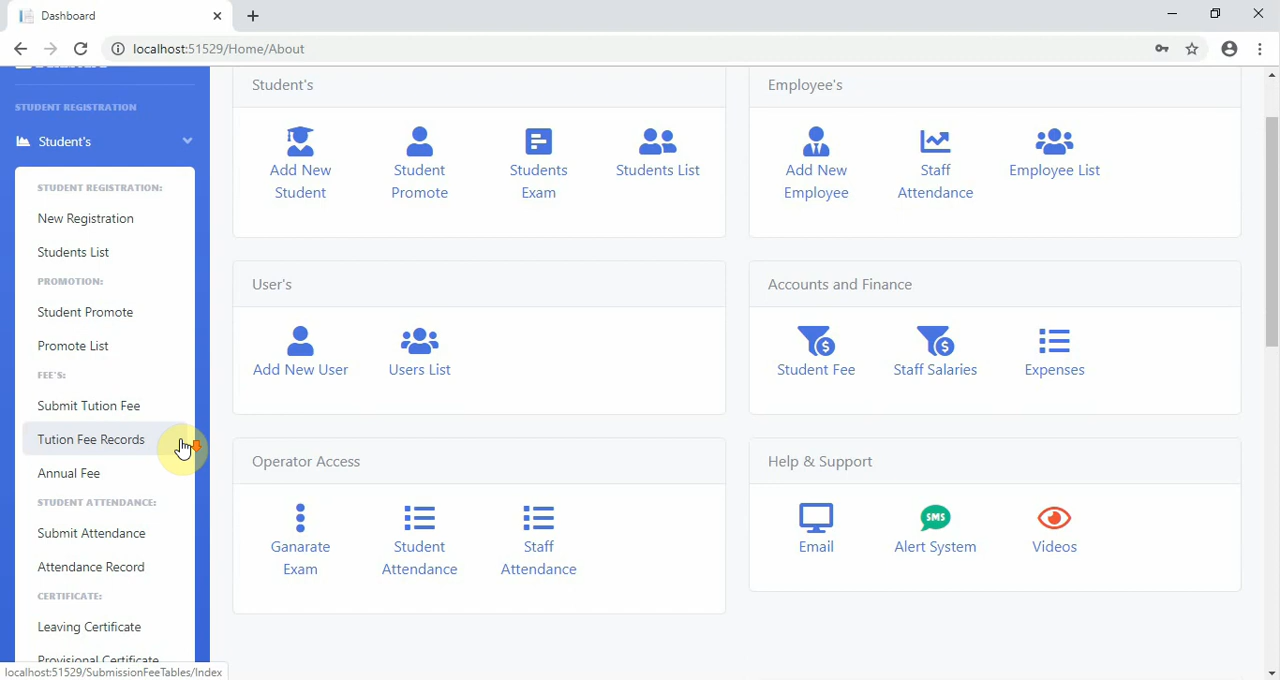 Dashboard
localhost:51529/Home/About
STUDENT REGISTRATION
Student's
STUDENT REGISTRATION:
New Registration
Students List
PROMOTION:
Student Promote
Promote List
FEE'S:
Submit Tution Fee
Tution Fee Records
Annual Fee
STUDENT ATTENDANCE:
Submit Attendance
Attendance Record
CERTIFICATE:
Leaving Certificate
Provisional Certificate
localhost:51529/SubmissionFeeTables/Index
Student's
Add New
Student
Student
Promote
Students
Exam
Students List
Employee's
Add New
Employee
Staff
Attendance
Employee List
User's
Add New User
Users List
Accounts and Finance
Student Fee
Staff Salaries
Expenses
Operator Access
Ganarate
Exam
Student
Attendance
Staff
Attendance
Help & Support
Email
SMS
Alert System
Videos